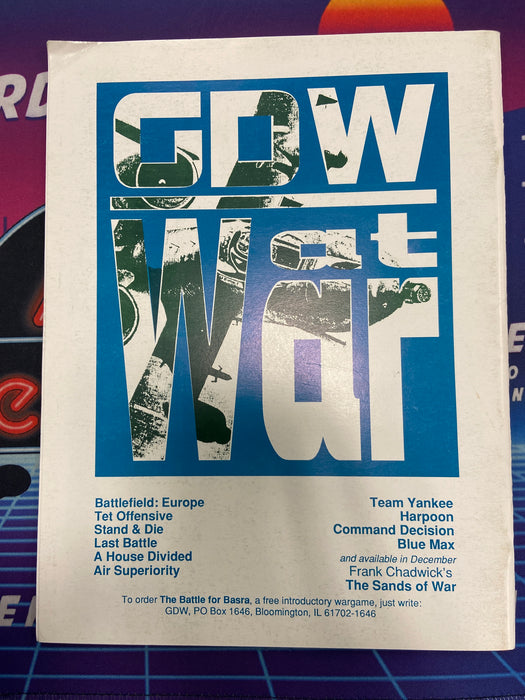 GDW
at
War
Battlefield: Europe
Tet Offensive
Stand & Die
Last Battle
A House Divided
Air Superiority
Team Yankee
Harpoon
Command Decision
Blue Max
and available in December
Frank Chadwick's
The Sands of War
To order The Battle for Basra, a free introductory wargame, just write:
GDW, PO Box 1646, Bloomington, IL 61702-1646